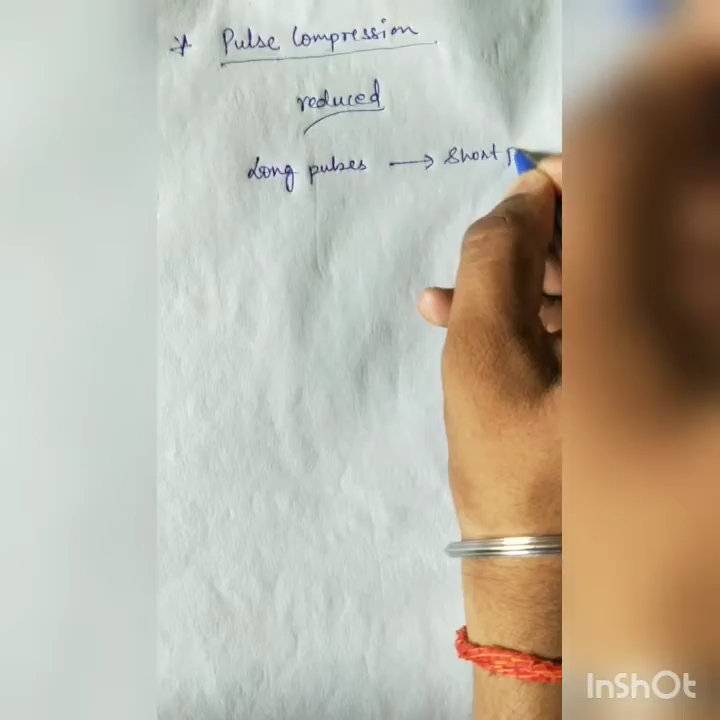 * Pulse Compression
reduced
Long pulses → Short p
InShOt